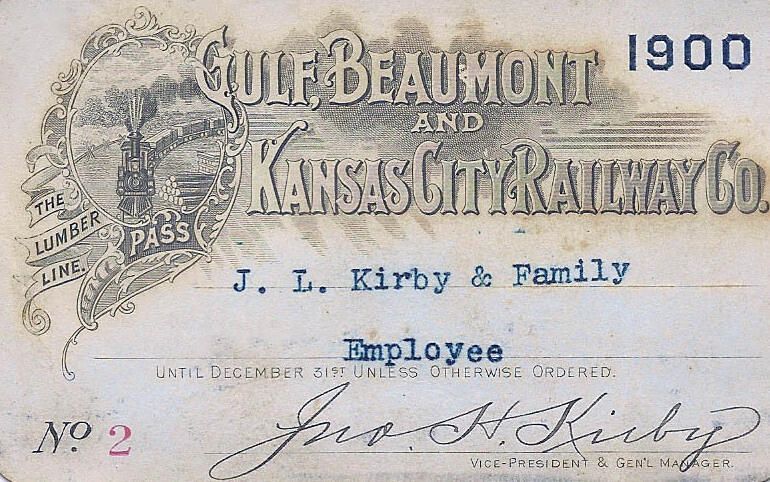 GULF, BEAUMONT
1900
AND
KANSAS CITY RAILWAY CO.
THE
LUMBER
LINE.
PASS
J. L. Kirby & Family
Employee
UNTIL DECEMBER 31ST UNLESS OTHERWISE ORDERED.
No 2
Jno. H. Kirby
VICE-PRESIDENT & GEN'L MANAGER.